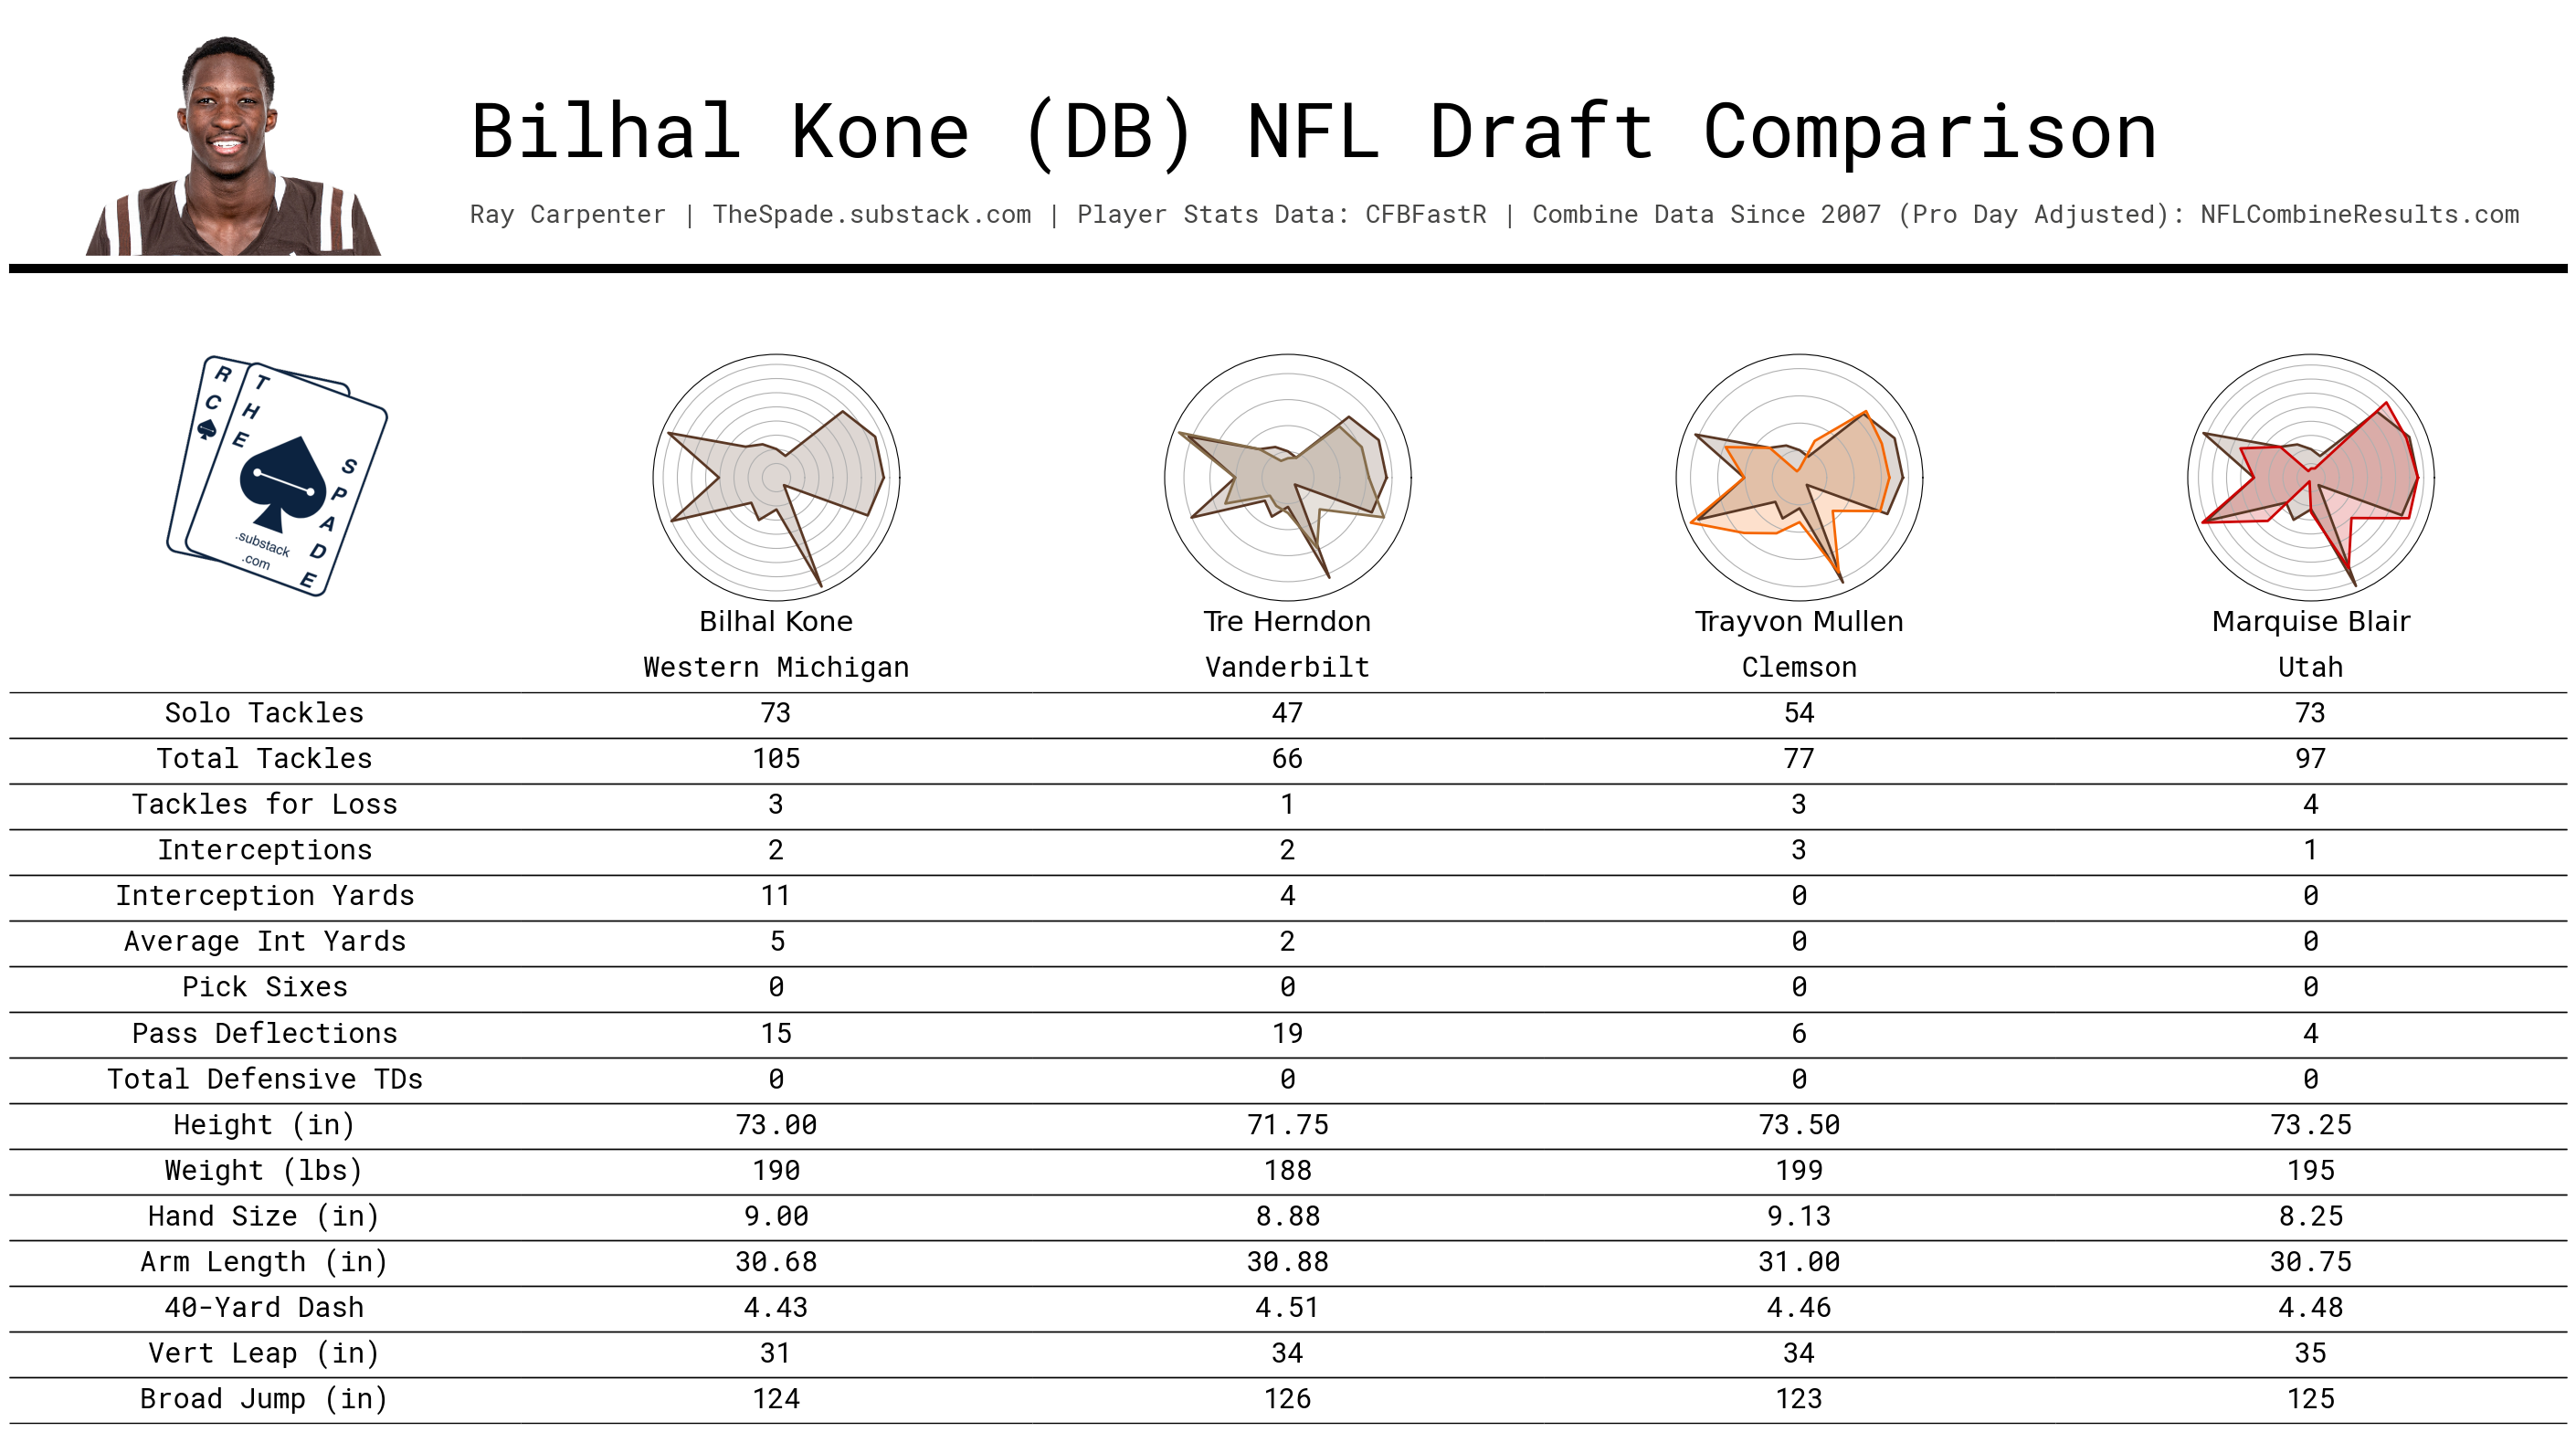 Bilhal Kone (DB) NFL Draft Comparison
Ray Carpenter | TheSpade.substack.com | Player Stats Data: CFBFastR | Combine Data Since 2007 (Pro Day Adjusted): NFLCombineResults.com
R C
THE
SPADE
.substack
.com
Bilhal Kone Tre Herndon Trayvon Mullen Marquise Blair
Western Michigan Vanderbilt Clemson Utah
Solo Tackles 73 47 54 73
Total Tackles 105 66 77 97
Tackles for Loss 3 1 3 4
Interceptions 2 2 3 1
Interception Yards 11 4 0 0
Average Int Yards 5 2 0 0
Pick Sixes 0 0 0 0
Pass Deflections 15 19 6 4
Total Defensive TDs 0 0 0 0
Height (in) 73.00 71.75 73.50 73.25
Weight (lbs) 190 188 199 195
Hand Size (in) 9.00 8.88 9.13 8.25
Arm Length (in) 30.68 30.88 31.00 30.75
40-Yard Dash 4.43 4.51 4.46 4.48
Vert Leap (in) 31 34 34 35
Broad Jump (in) 124 126 123 125